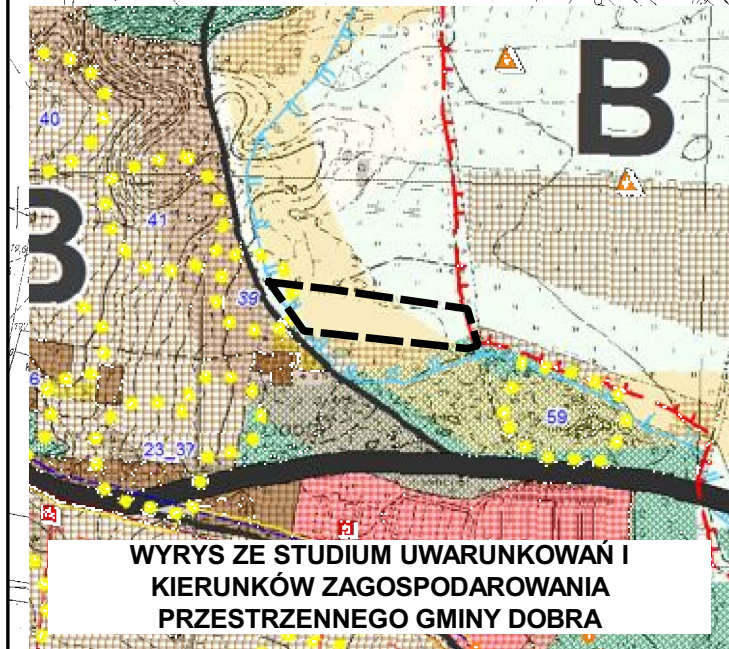 B
40
41
B
39
59
23_37
WYRYS ZE STUDIUM UWARUNKOWAŃ I
KIERUNKÓW ZAGOSPODAROWANIA
PRZESTRZENNEGO GMINY DOBRA